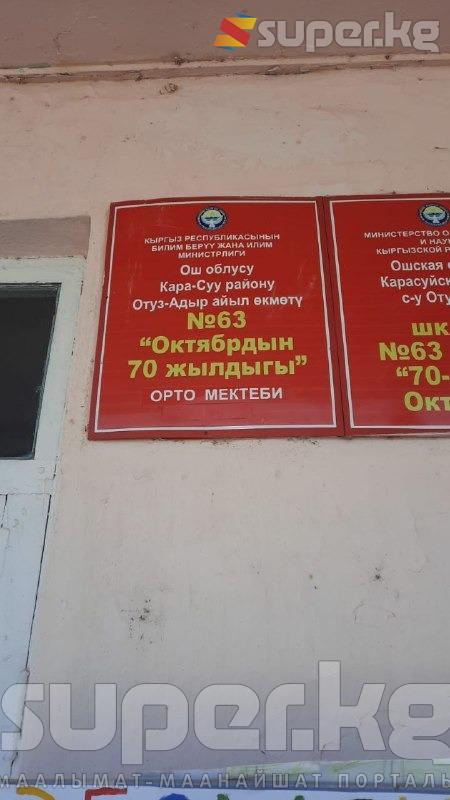 super.kg
КЫРГЫЗ РЕСПУБЛИКАСЫНЫН
БИЛИМ БЕРҮҮ ЖАНА ИЛИМ
МИНИСТРЛИГИ
Ош облусу
Кара-Суу району
Отуз-Адыр айыл өкмөтү
№63
“Октябрдын
70 жылдыгы”
ОРТО МЕКТЕБИ
МИНИСТЕРСТВО О
И НАУ
КЫРГЫЗСКОЙ Р
Ошская о
Карасуйск
с-у Оту
шк
№63
“70-
Окт
super.kg
МААЛЫМАТ-МААНАЙШАТ ПОРТАЛЫ